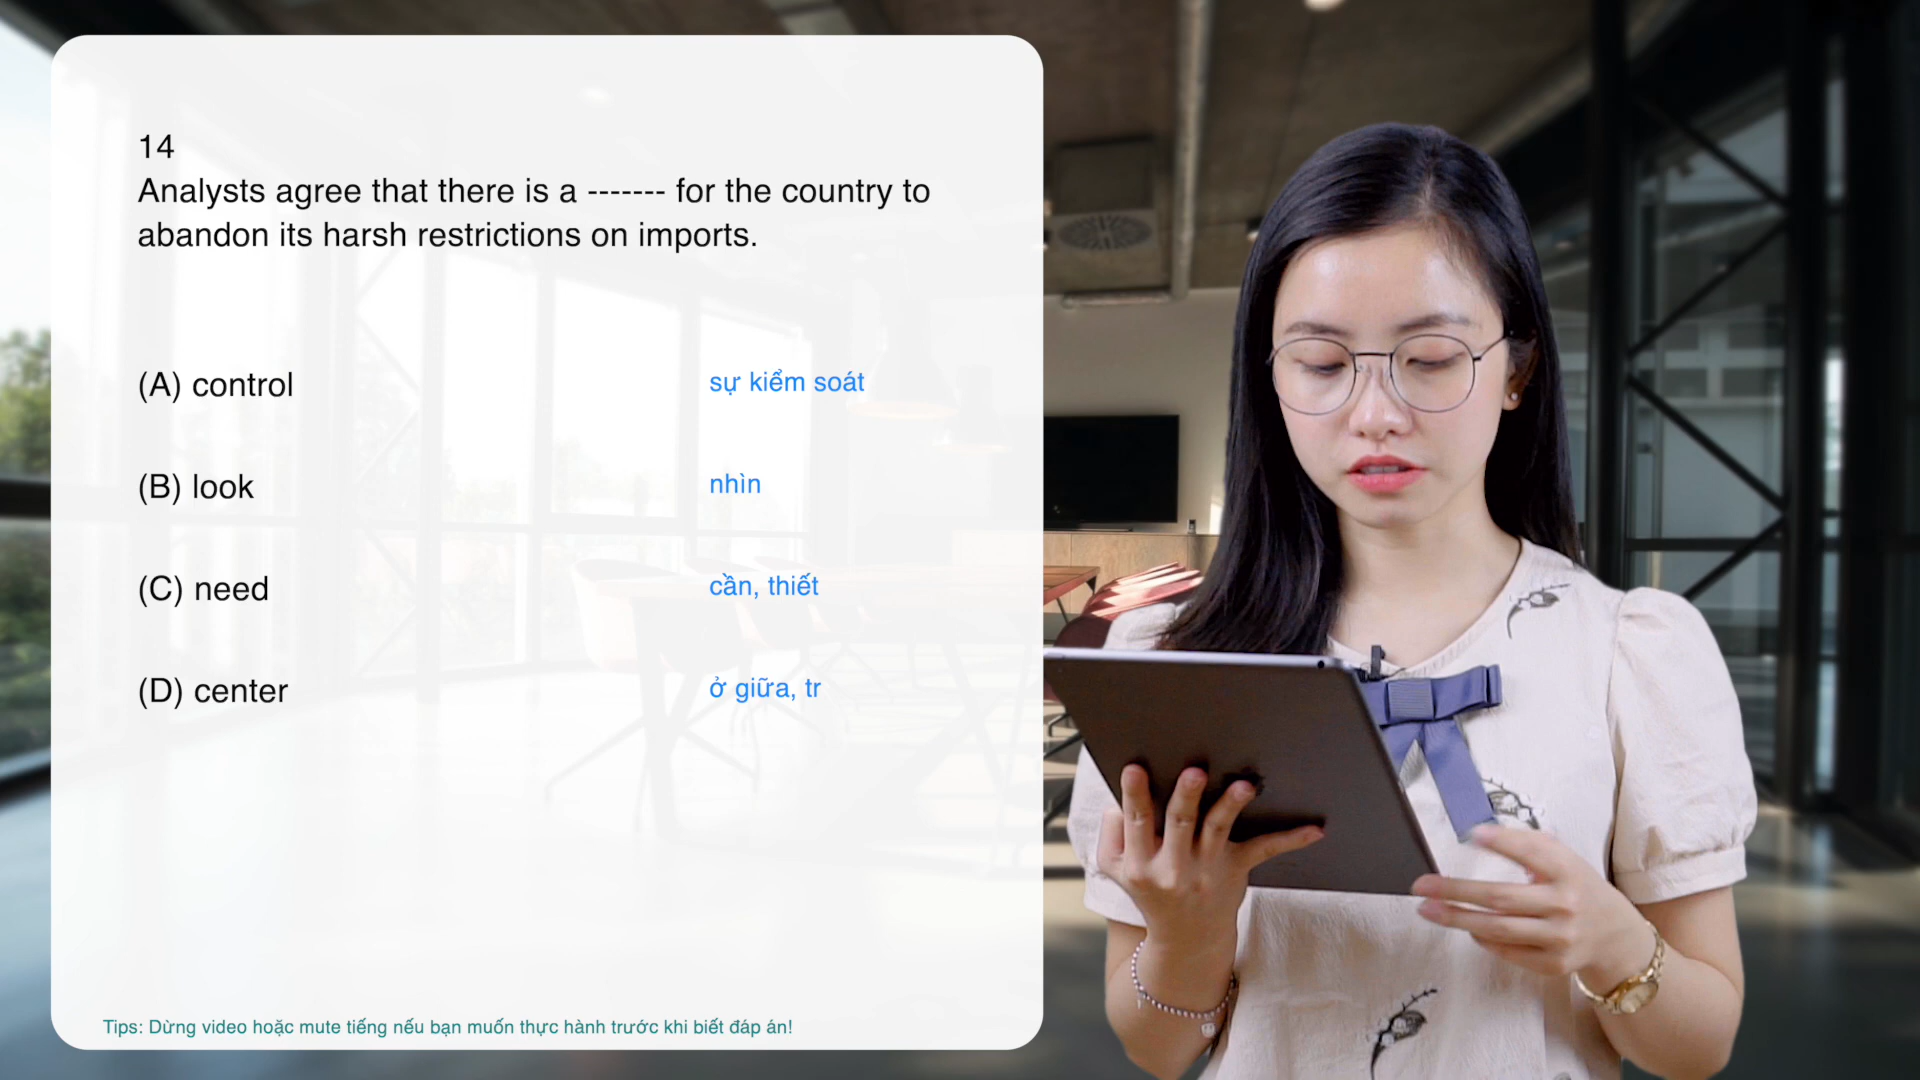 14
Analysts agree that there is a ------- for the country to
abandon its harsh restrictions on imports.
(A) control
sự kiểm soát
(B) look
nhìn
(C) need
cần, thiết
(D) center
ở giữa, tr
Tips: Dừng video hoặc mute tiếng nếu bạn muốn thực hành trước khi biết đáp án!